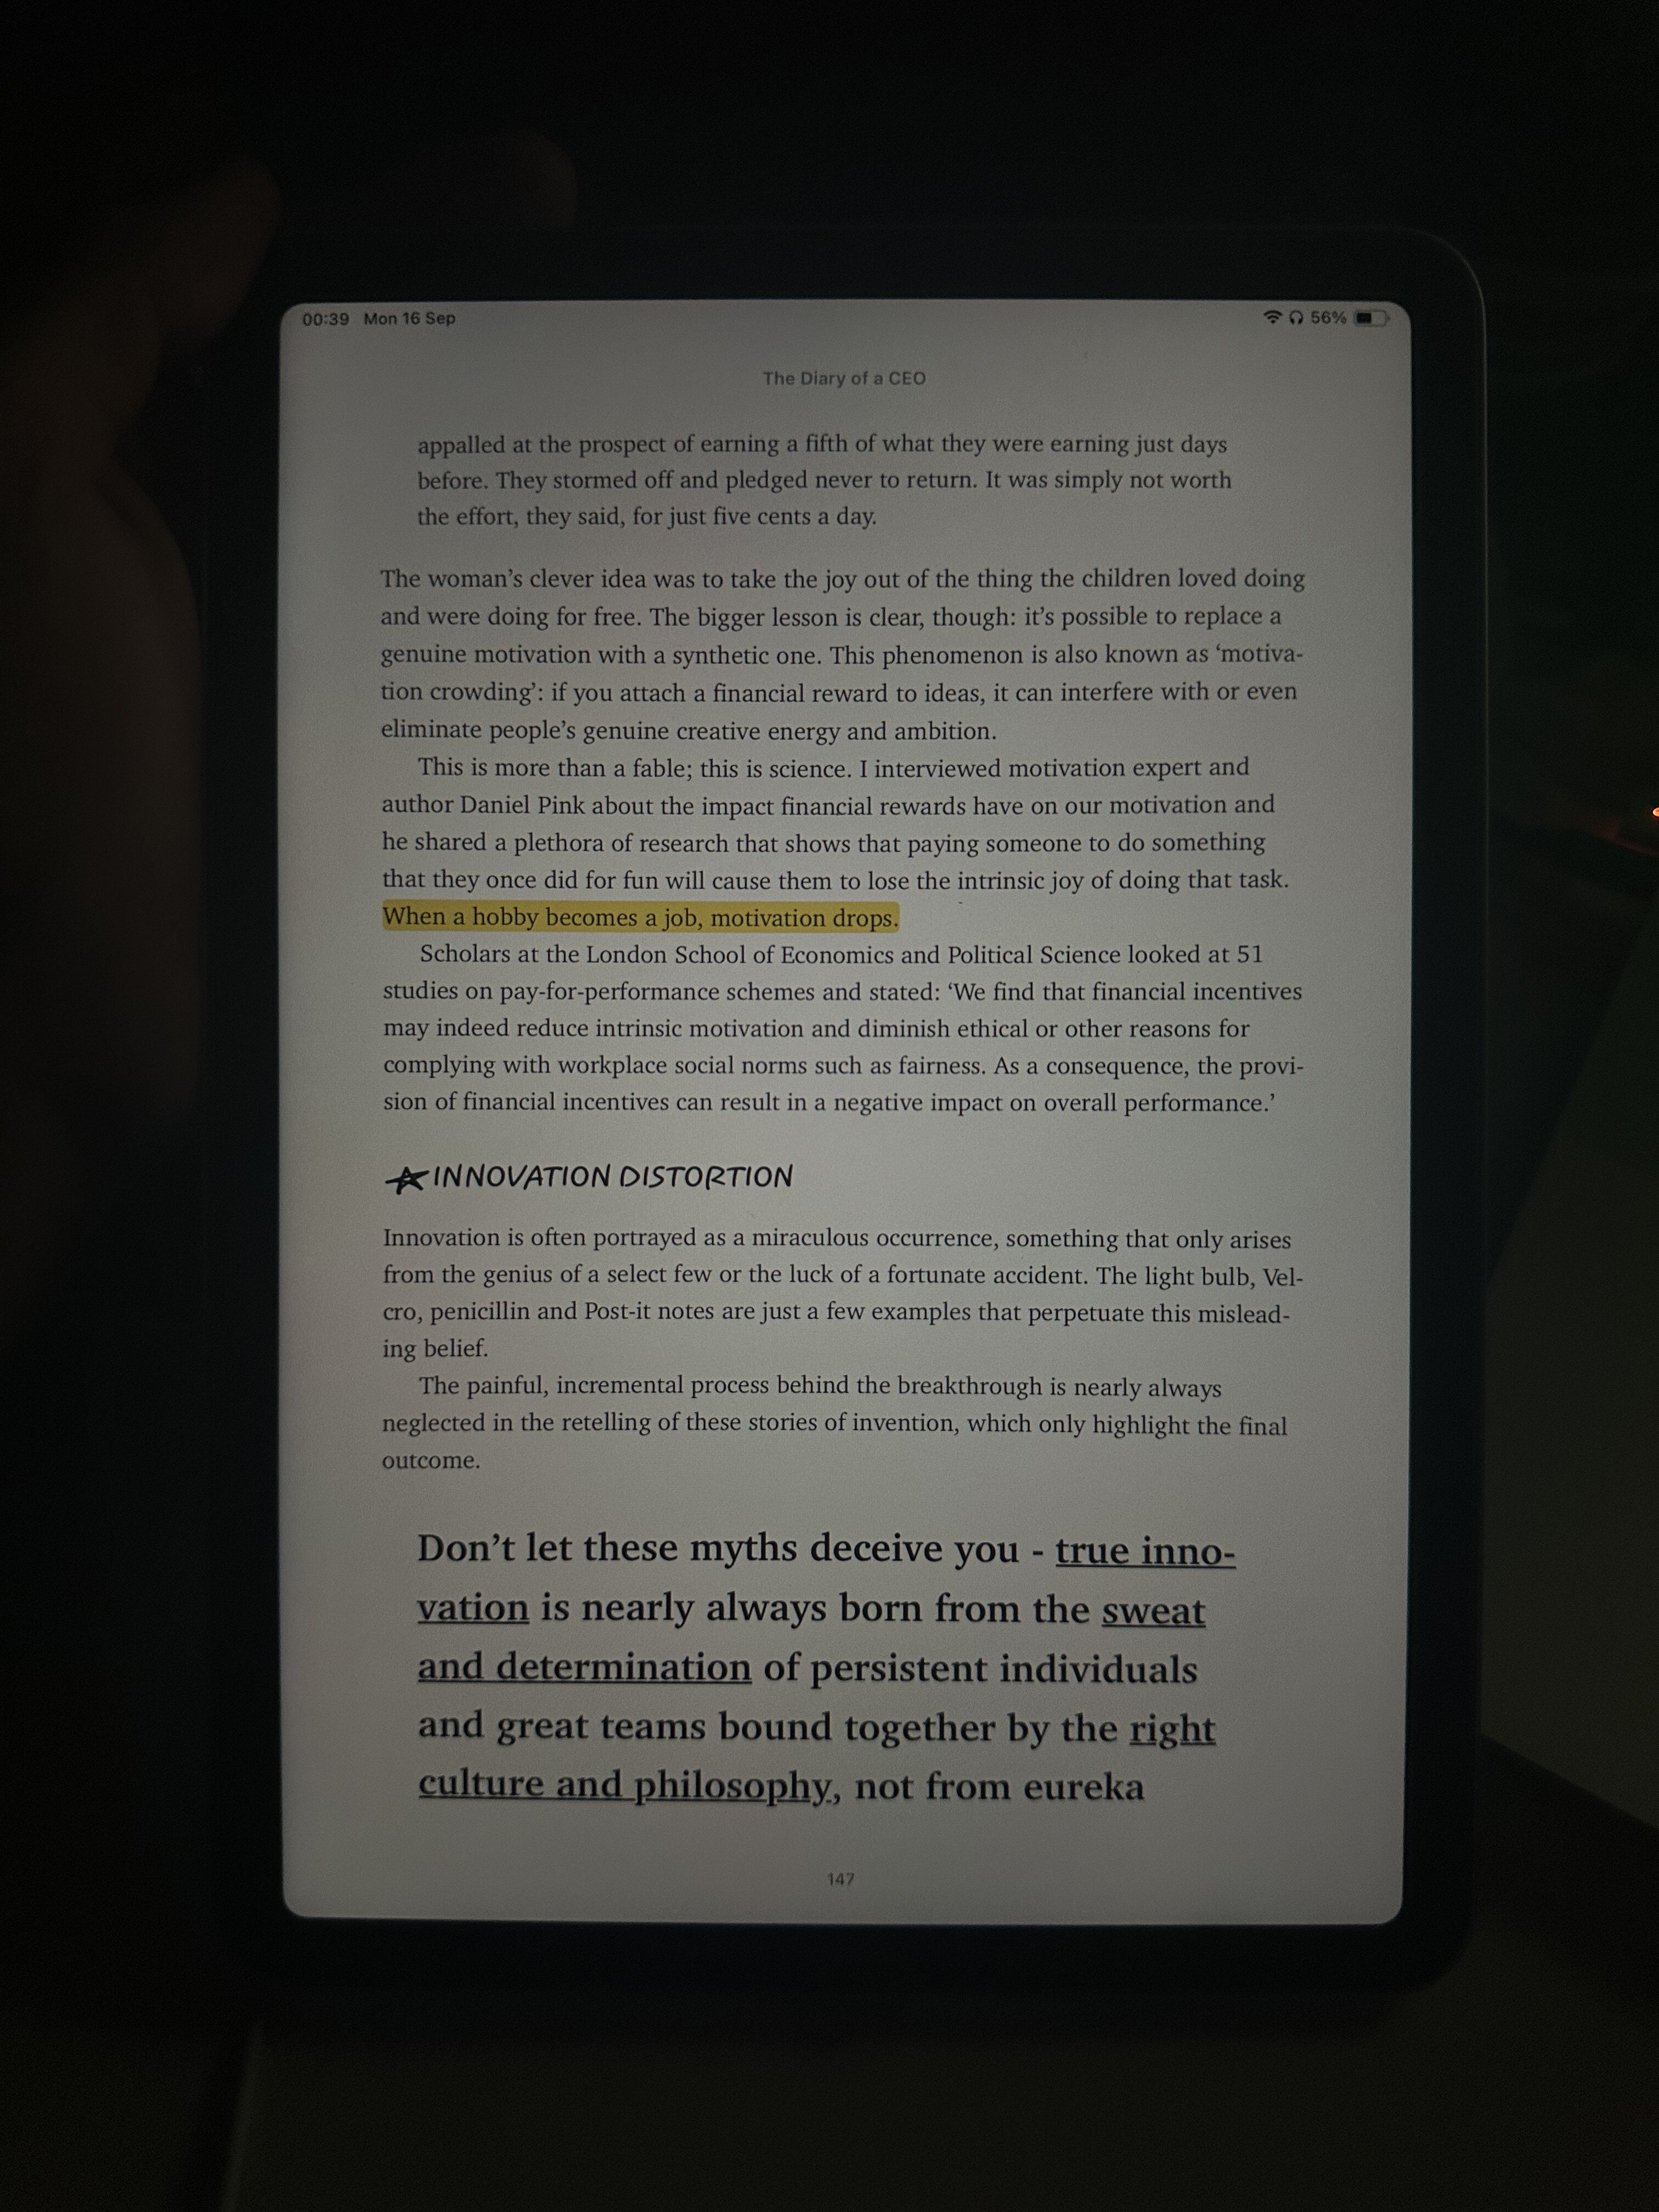 00:39 Mon 16 Sep
56%
The Diary of a CEO
appalled at the prospect of earning a fifth of what they were earning just days
before. They stormed off and pledged never to return. It was simply not worth
the effort, they said, for just five cents a day.
The woman’s clever idea was to take the joy out of the thing the children loved doing
and were doing for free. The bigger lesson is clear, though: it’s possible to replace a
genuine motivation with a synthetic one. This phenomenon is also known as ‘motiva-
tion crowding’: if you attach a financial reward to ideas, it can interfere with or even
eliminate people’s genuine creative energy and ambition.
This is more than a fable; this is science. I interviewed motivation expert and
author Daniel Pink about the impact financial rewards have on our motivation and
he shared a plethora of research that shows that paying someone to do something
that they once did for fun will cause them to lose the intrinsic joy of doing that task.
When a hobby becomes a job, motivation drops.
Scholars at the London School of Economics and Political Science looked at 51
studies on pay-for-performance schemes and stated: ‘We find that financial incentives
may indeed reduce intrinsic motivation and diminish ethical or other reasons for
complying with workplace social norms such as fairness. As a consequence, the provi-
sion of financial incentives can result in a negative impact on overall performance.’
INNOVATION DISTORTION
Innovation is often portrayed as a miraculous occurrence, something that only arises
from the genius of a select few or the luck of a fortunate accident. The light bulb, Vel-
cro, penicillin and Post-it notes are just a few examples that perpetuate this mislead-
ing belief.
The painful, incremental process behind the breakthrough is nearly always
neglected in the retelling of these stories of invention, which only highlight the final
outcome.
Don’t let these myths deceive you - true inno-
vation is nearly always born from the sweat
and determination of persistent individuals
and great teams bound together by the right
culture and philosophy, not from eureka
147